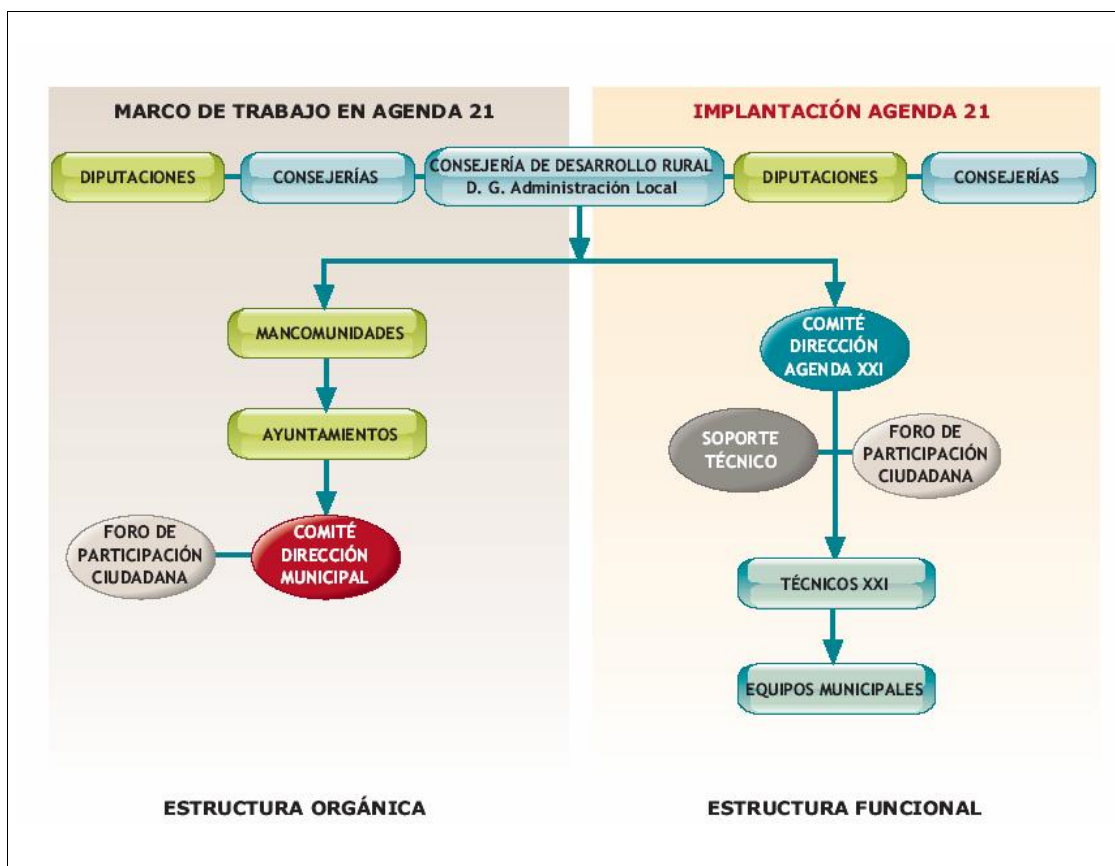 MARCO DE TRABAJO EN AGENDA 21
IMPLANTACIÓN AGENDA 21
DIPUTACIONES
CONSEJERÍAS
CONSEJERÍA DE DESARROLLO RURAL
D. G. Administración Local
DIPUTACIONES
CONSEJERÍAS
MANCOMUNIDADES
AYUNTAMIENTOS
FORO DE
PARTICIPACIÓN
CIUDADANA
COMITÉ
DIRECCIÓN
MUNICIPAL
COMITÉ
DIRECCIÓN
AGENDA XXI
SOPORTE
TÉCNICO
FORO DE
PARTICIPACIÓN
CIUDADANA
TÉCNICOS XXI
EQUIPOS MUNICIPALES
ESTRUCTURA ORGÁNICA
ESTRUCTURA FUNCIONAL